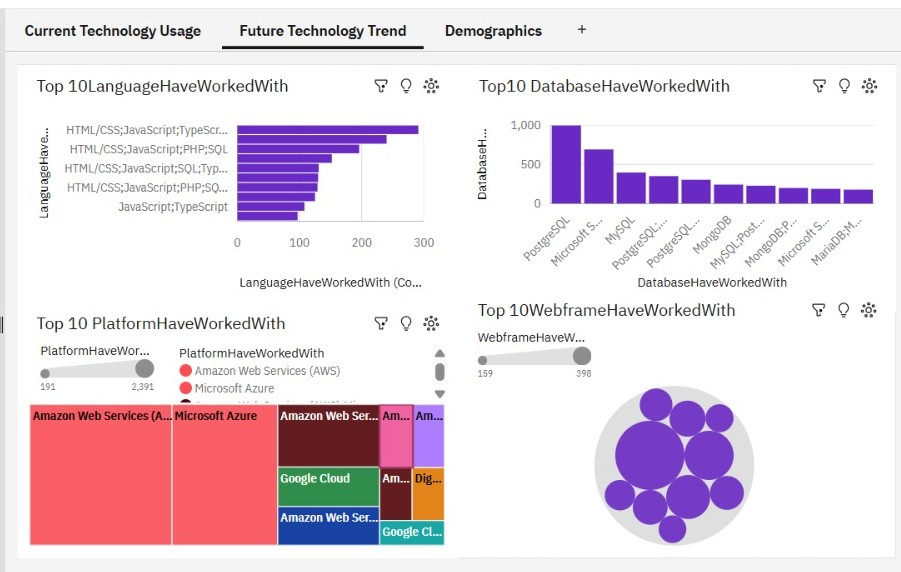 Current Technology Usage
Future Technology Trend
Demographics
+
Top 10LanguageHaveWorkedWith
LanguageHave...
HTML/CSS;JavaScript;TypeScr...
HTML/CSS;JavaScript;PHP;SQL
HTML/CSS;JavaScript;SQL;Typ...
HTML/CSS;JavaScript;PHP;SQ...
JavaScript;TypeScript
0
100
200
300
LanguageHaveWorkedWith (Co...
Top10 DatabaseHaveWorkedWith
DatabaseH...
1,000
500
0
PostgreSQL
Microsoft S...
MySQL
PostgreSQL;...
PostgreSQL...
MongoDB
MySQL;Post...
MongoDB;P...
Microsoft S...
MariaDB;M...
DatabaseHaveWorkedWith
Top 10 PlatformHaveWorkedWith
PlatformHaveWor...
191
2,391
PlatformHaveWorkedWith
Amazon Web Services (AWS)
Microsoft Azure
Amazon Web Services (A...
Microsoft Azure
Amazon Web Ser...
Am...
Am...
Google Cloud
Am...
Dig...
Amazon Web Ser...
Google Cl...
Top 10WebframeHaveWorkedWith
WebframeHaveW...
159
398